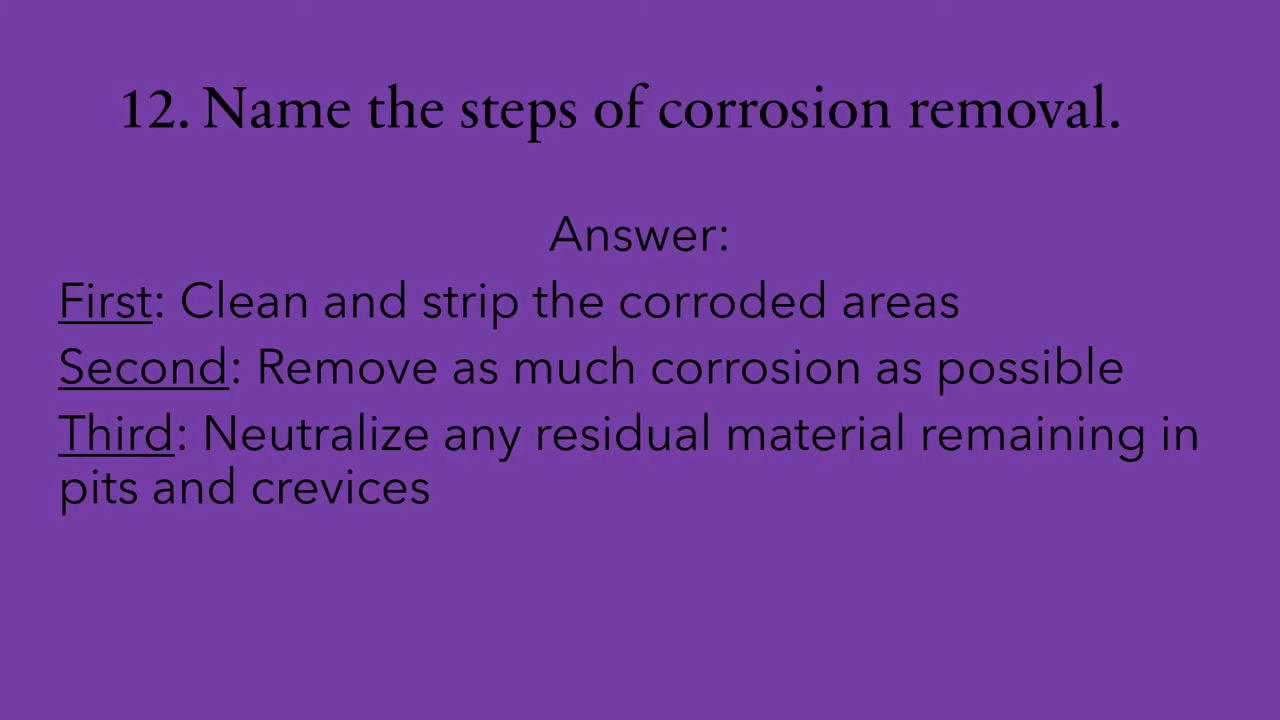 12. Name the steps of corrosion removal.
Answer:
First: Clean and strip the corroded areas
Second: Remove as much corrosion as possible
Third: Neutralize any residual material remaining in
pits and crevices